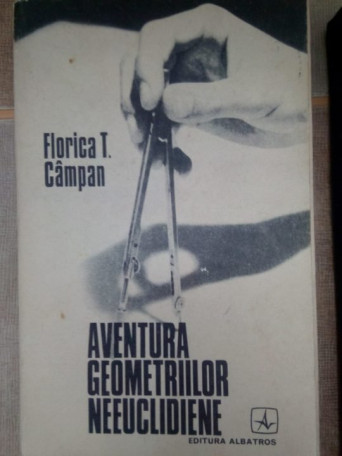 Florica T.
Câmpan
AVENTURA
GEOMETRIILOR
NEEUCLIDIENE
EDITURA ALBATROS